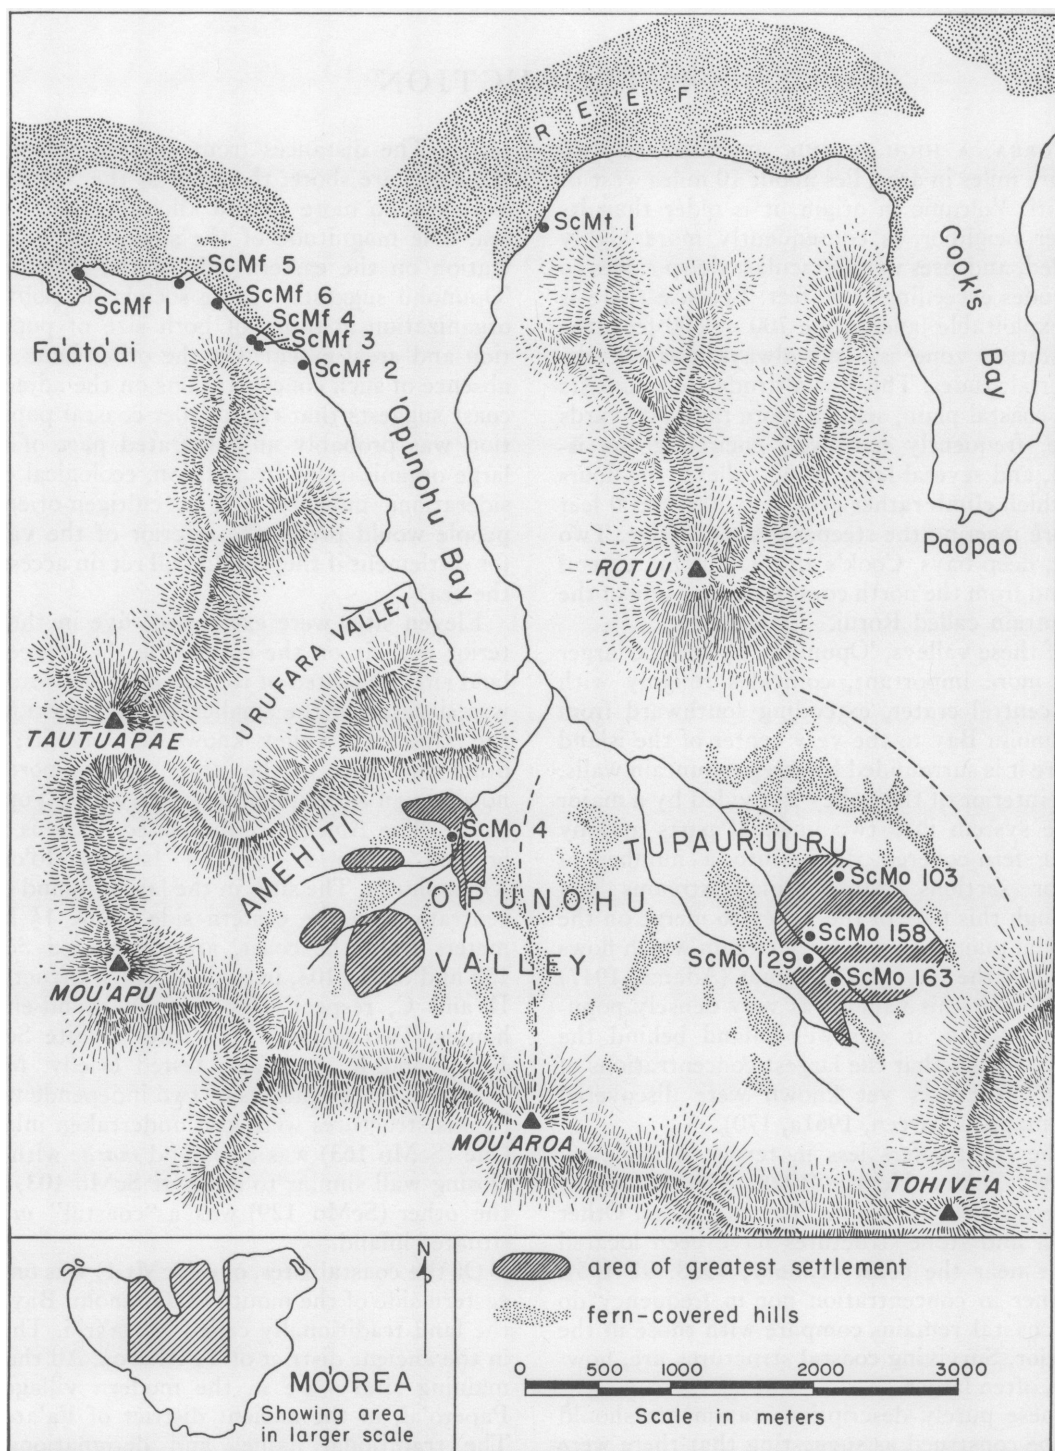 REEF
ScMt 1
Cook's Bay
ScMf 5
ScMf 1
ScMf 6
ScMf 4
ScMf 3
ScMf 2
Fa'ato'ai
'Opunohu Bay
Paopao
ROTUI
URUFARA VALLEY
TAUTUAPAE
AMEHITI
ScMo 4
TUPAURUURU
ScMo 103
'OPUNOHU
VALLEY
ScMo 158
ScMo 129
ScMo 163
MOU'APU
MOU'AROA
TOHIVE'A
N
MO'OREA
Showing area
in larger scale
area of greatest settlement
fern-covered hills
0 500 1000 2000 3000
Scale in meters